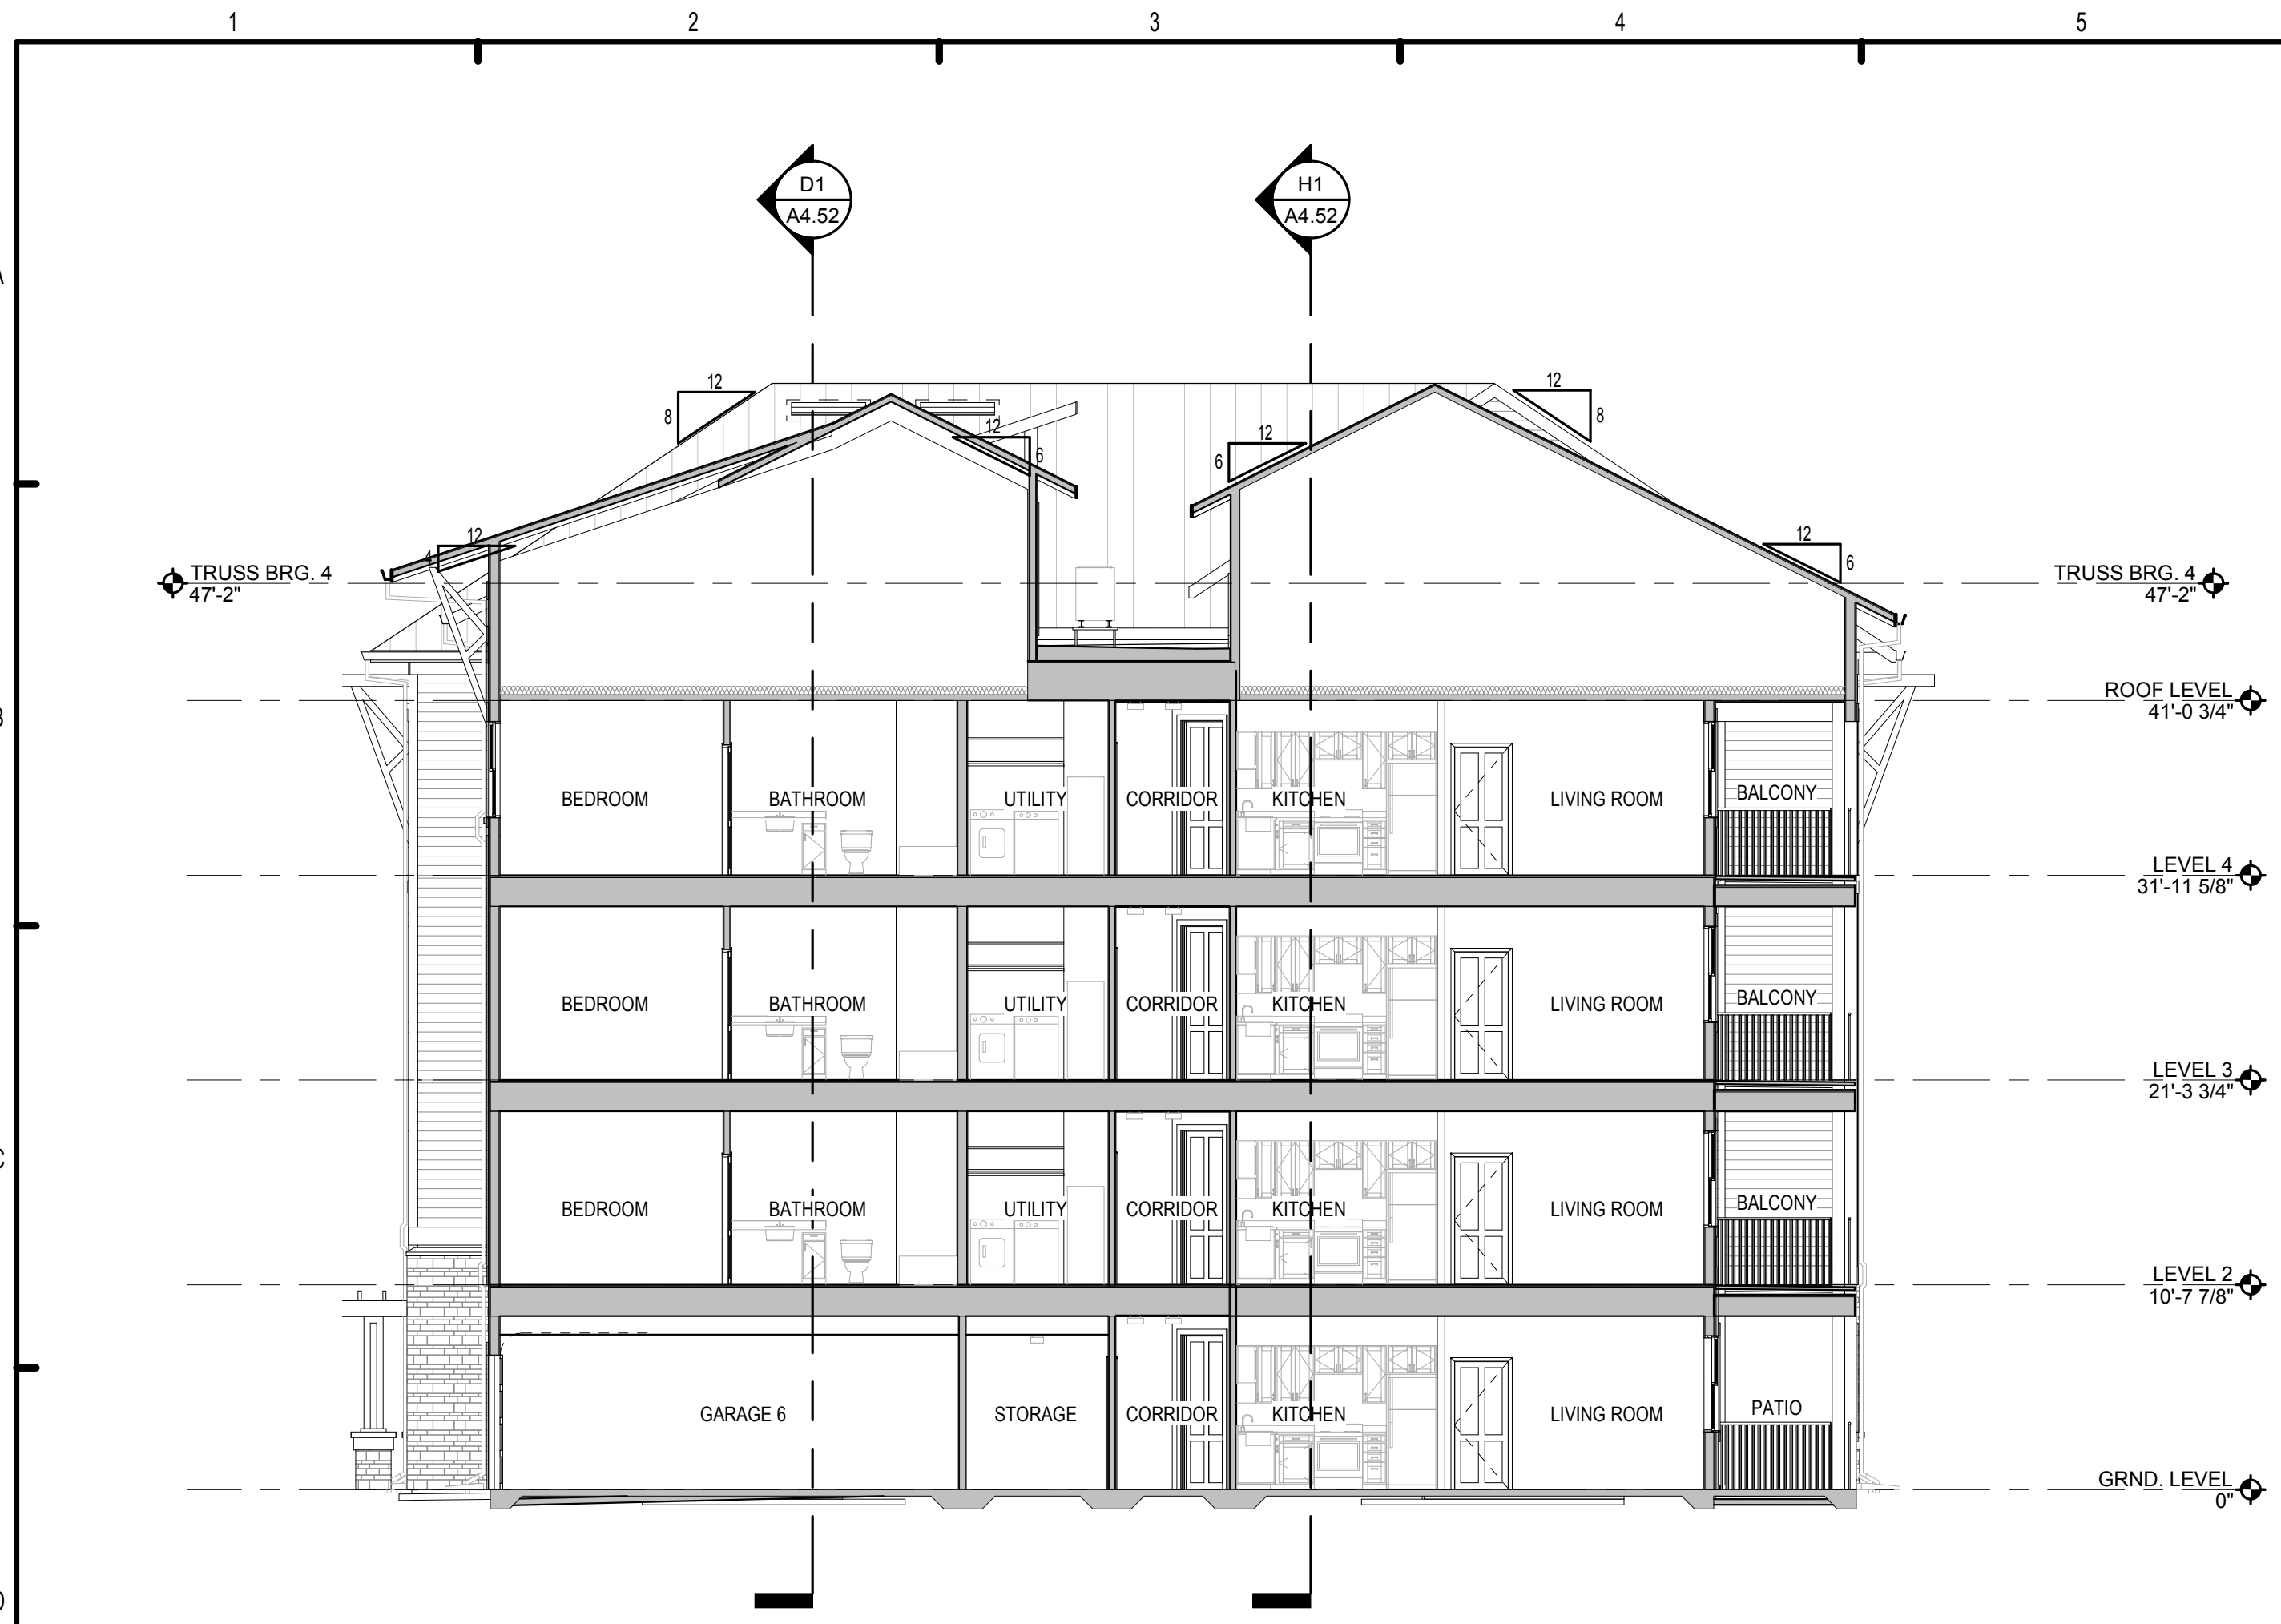 1 2 3 4 5
D1
A4.52
H1
A4.52
A
12
8
12
8
12
6
12
6
12
4
12
6
TRUSS BRG. 4
47'-2"
TRUSS BRG. 4
47'-2"
B
ROOF LEVEL
41'-0 3/4"
BEDROOM BATHROOM UTILITY CORRIDOR KITCHEN LIVING ROOM BALCONY
LEVEL 4
31'-11 5/8"
BEDROOM BATHROOM UTILITY CORRIDOR KITCHEN LIVING ROOM BALCONY
LEVEL 3
21'-3 3/4"
C
BEDROOM BATHROOM UTILITY CORRIDOR KITCHEN LIVING ROOM BALCONY
LEVEL 2
10'-7 7/8"
GARAGE 6 STORAGE CORRIDOR KITCHEN LIVING ROOM PATIO
GRND. LEVEL
0"
D